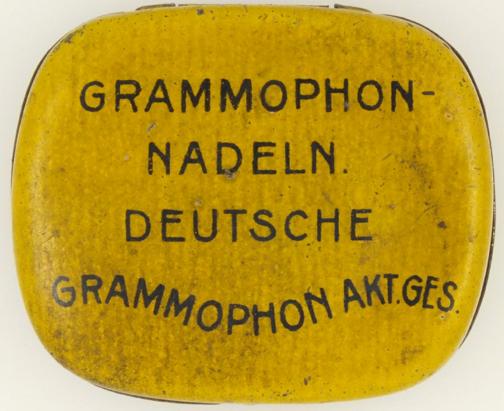 GRAMMOPHON-
NADELN.
DEUTSCHE
GRAMMOPHON AKT.GES.